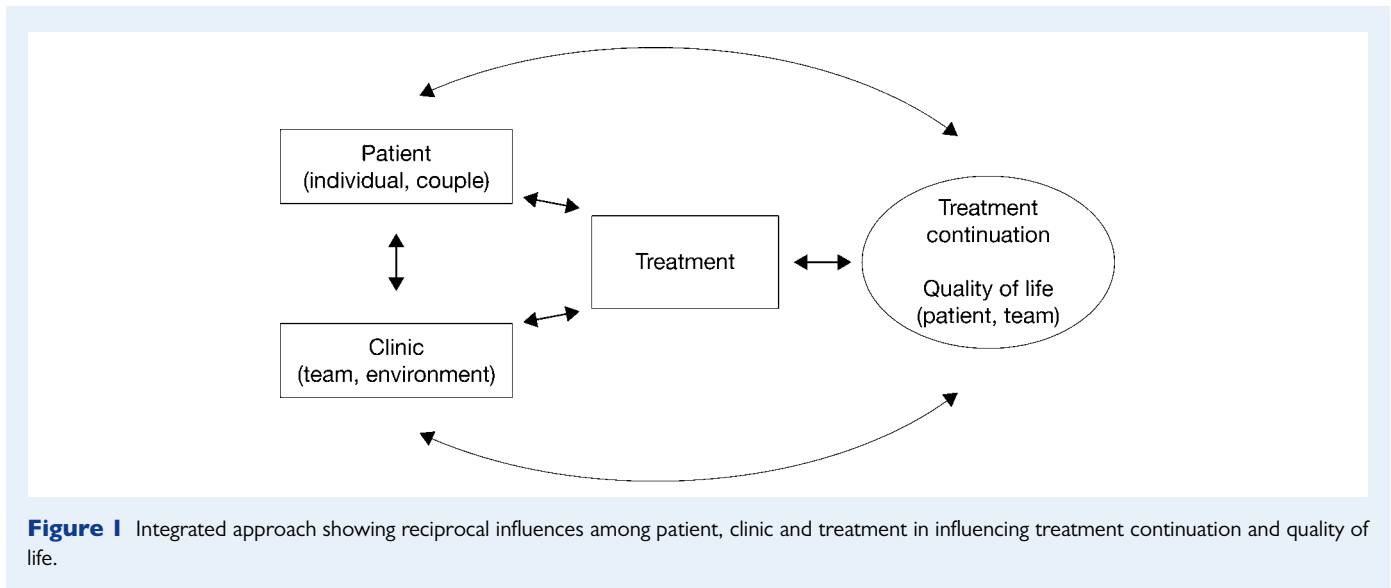 Patient
(individual, couple)
Treatment
Clinic
(team, environment)
Treatment
continuation
Quality of life
(patient, team)
Figure 1 Integrated approach showing reciprocal influences among patient, clinic and treatment in influencing treatment continuation and quality of
life.